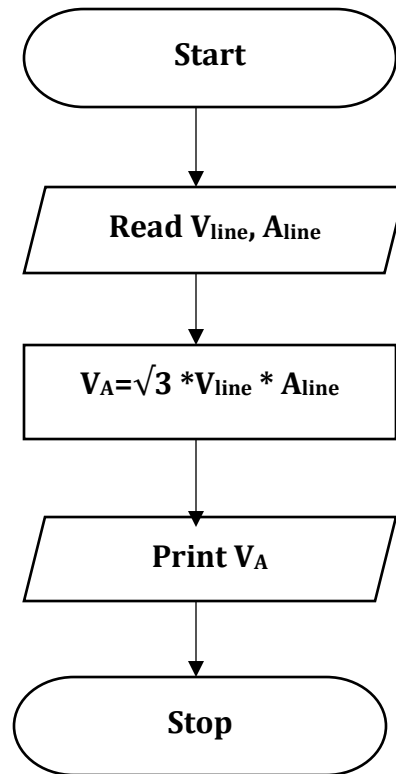 Start
Read Vline, Aline
VA=√3 *Vline * Aline
Print VA
Stop